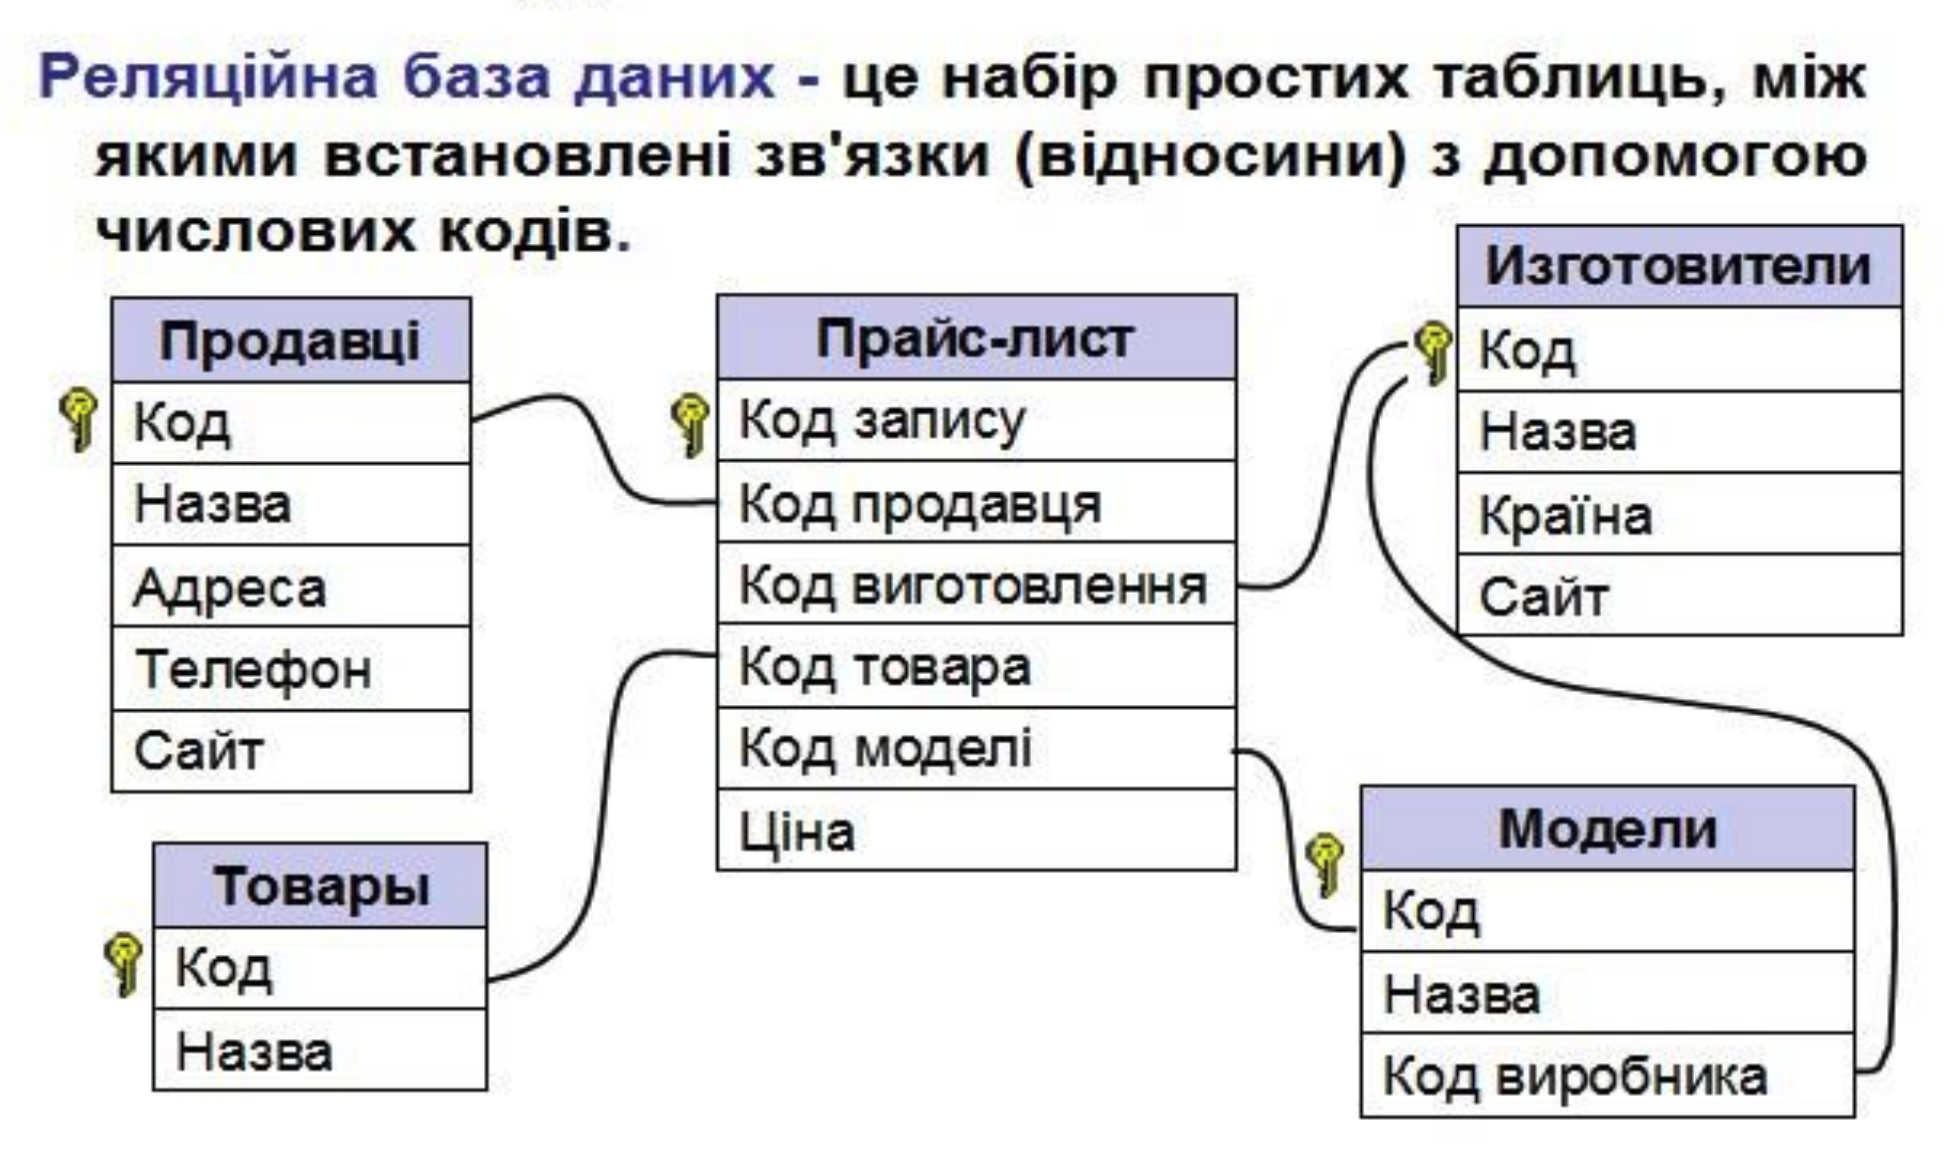 Реляційна база даних - це набір простих таблиць, між
якими встановлені зв'язки (відносини) з допомогою
числових кодів.
Продавці
Код
Назва
Адреса
Телефон
Сайт
Товары
Код
Назва
Прайс-лист
Код запису
Код продавця
Код виготовлення
Код товара
Код моделі
Ціна
Изготовители
Код
Назва
Країна
Сайт
Модели
Код
Назва
Код виробника